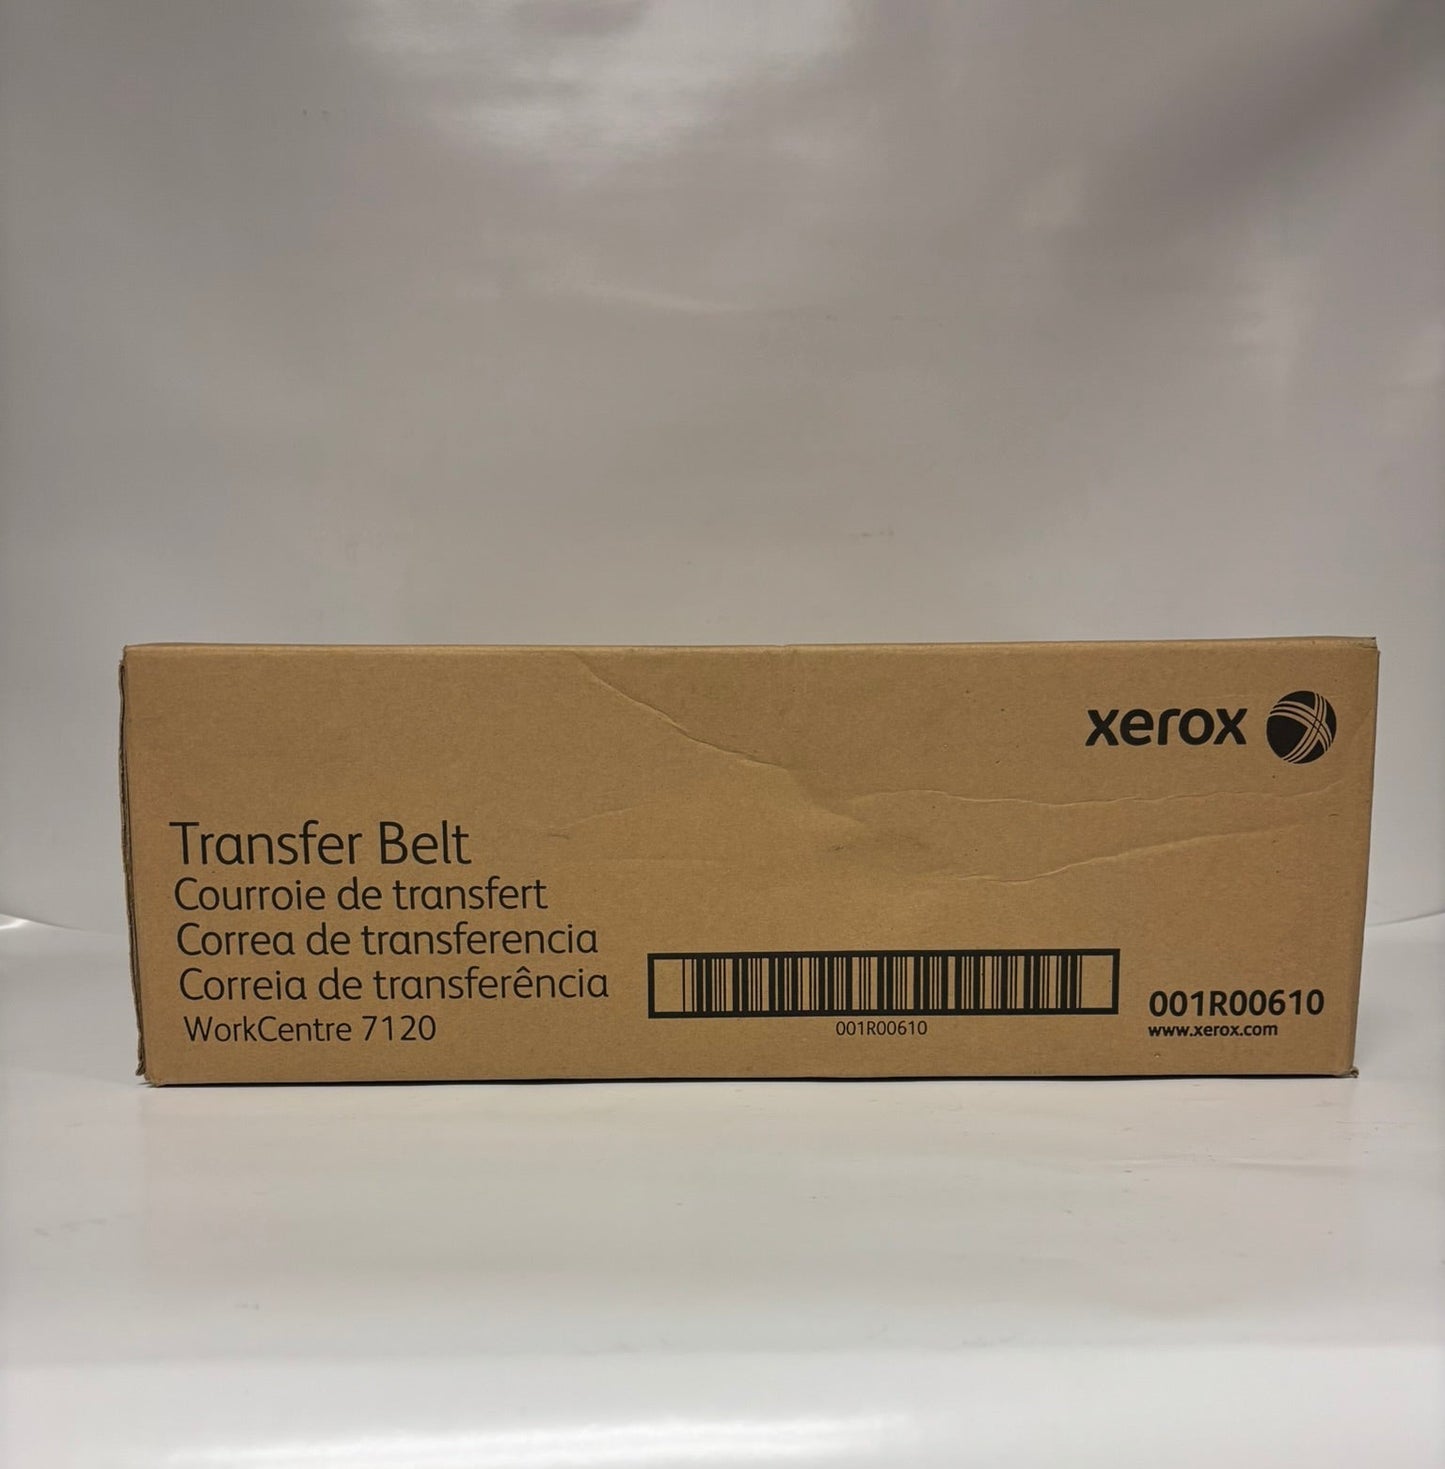 xerox
Transfer Belt
Courroie de transfert
Correa de transferencia
Correia de transferência
WorkCentre 7120
001R00610
001R00610
www.xerox.com